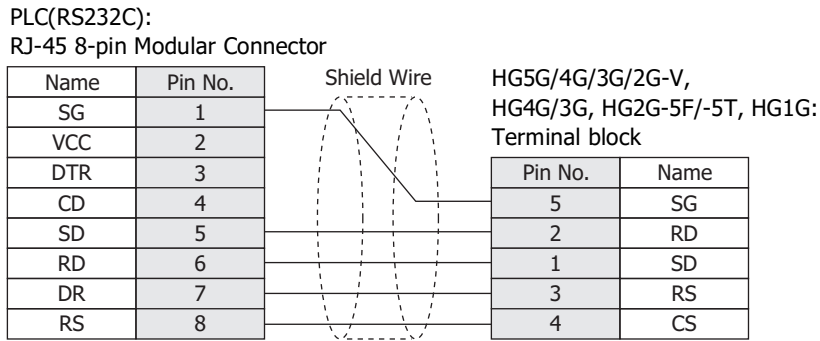 PLC(RS232C):
RJ-45 8-pin Modular Connector
Shield Wire
HG5G/4G/3G/2G-V,
HG4G/3G, HG2G-5F/-5T, HG1G:
Terminal block
Name Pin No.
SG 1
VCC 2
DTR 3
CD 4
SD 5
RD 6
DR 7
RS 8
Pin No. Name
5 SG
2 RD
1 SD
3 RS
4 CS